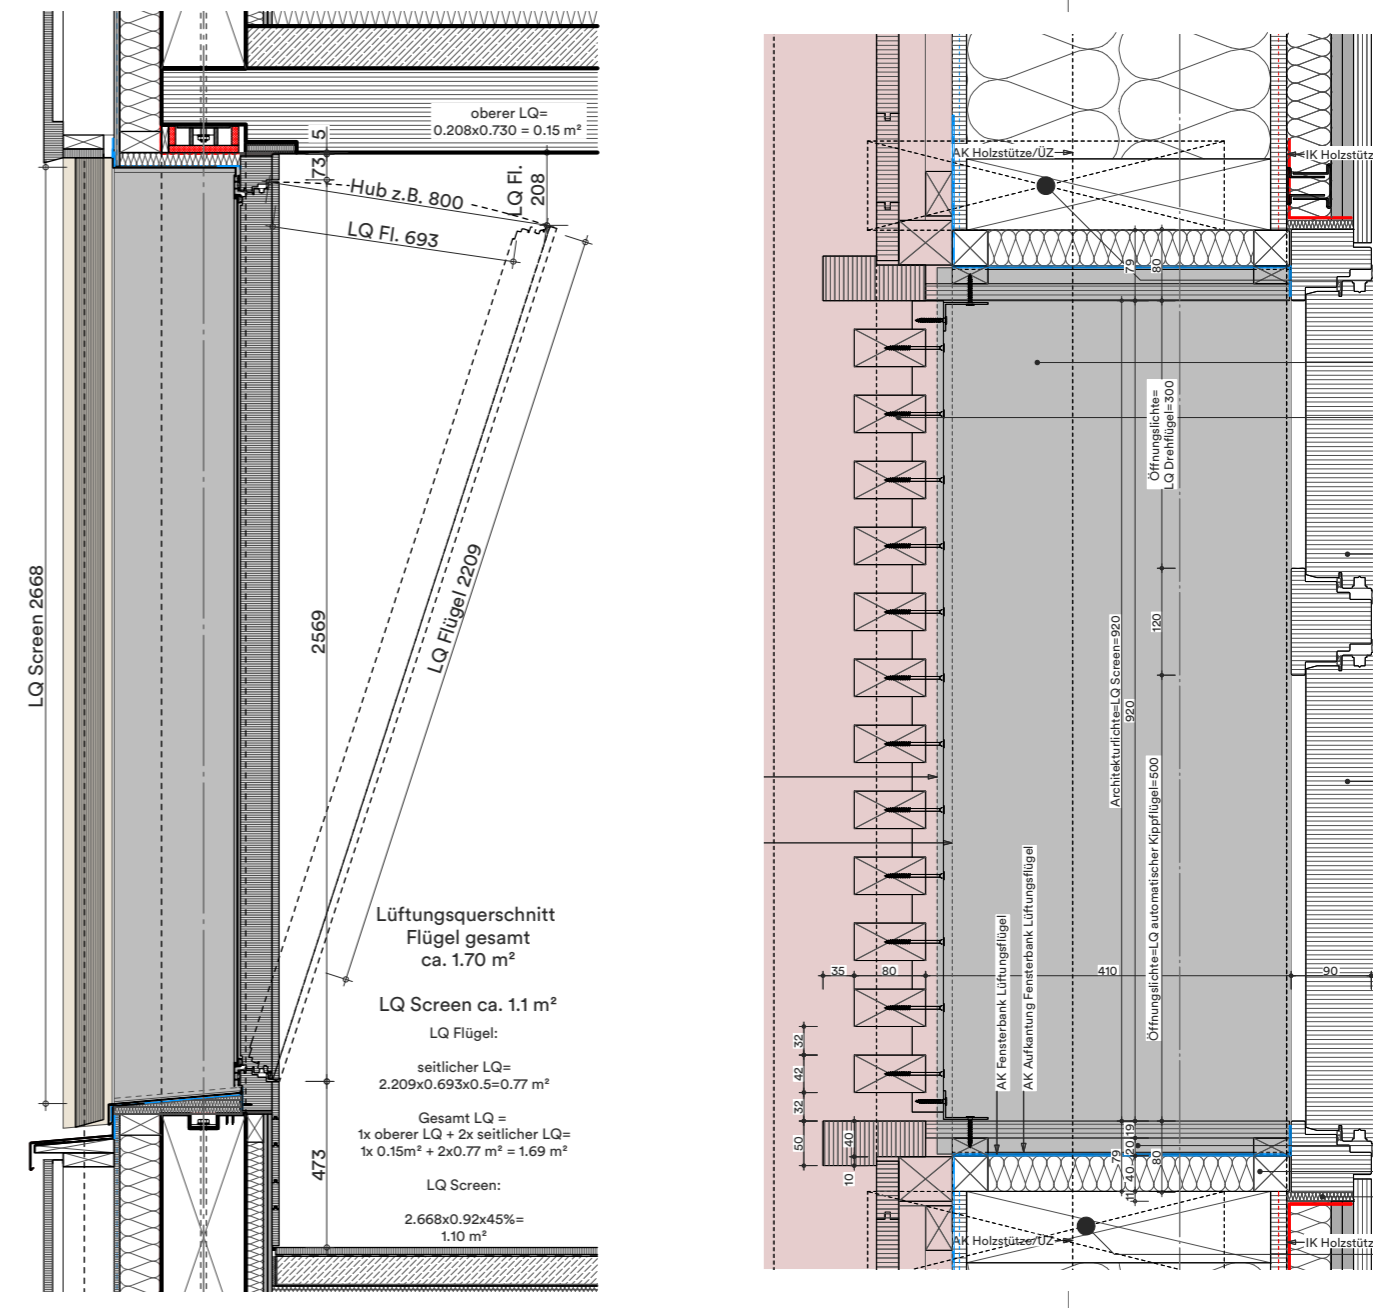 oberer LQ=
0.208x0.730 = 0.15 m²
5
73
Hub z.B. 800
LQ Fl.
208
LQ Fl. 693
LQ Screen 2668
2569
LQ Flügel 2209
Lüftungsquerschnitt
Flügel gesamt
ca. 1.70 m²
LQ Screen ca. 1.1 m²
LQ Flügel:
seitlicher LQ=
2.209x0.693x0.5=0.77 m²
Gesamt LQ =
1x oberer LQ + 2x seitlicher LQ=
1x 0.15m² + 2x0.77 m² = 1.69 m²
LQ Screen:
2.668x0.92x45%=
1.10 m²
473
AK Holzstütze/ÜZ
IK Holzstütz
79
80
Öffnungslichte=
LQ Drehflügel=300
120
Architekturlichte=LQ Screen=920
920
Öffnungslichte=LQ automatischer Kippflügel=500
AK Fensterbank Lüftungsflügel
AK Aufkantung Fensterbank Lüftungsflügel
35
80
410
90
32
42
32
50
40
10
19
20
79
40
11
80
AK Holzstütze/ÜZ
IK Holzstütz